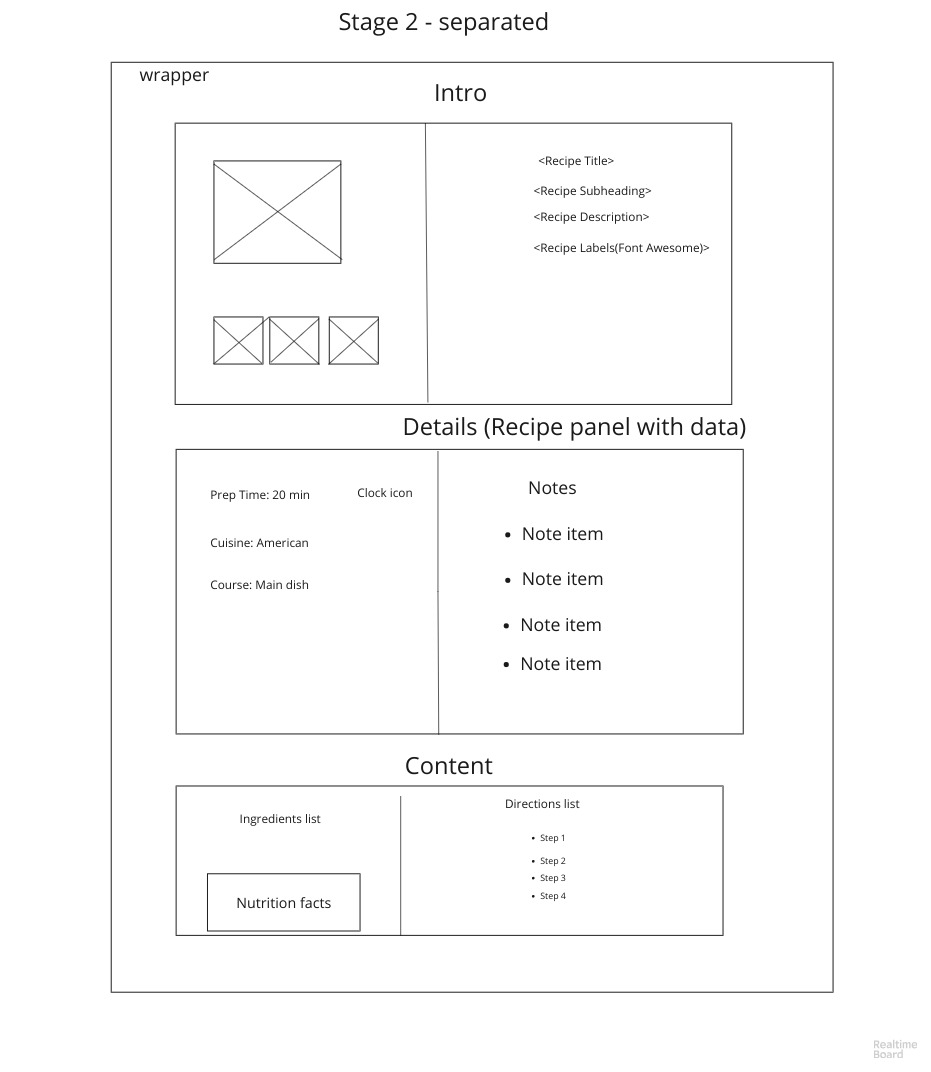 Stage 2 - separated
wrapper
Intro
<Recipe Title>
<Recipe Subheading>
<Recipe Description>
<Recipe Labels(Font Awesome)>
Details (Recipe panel with data)
Prep Time: 20 min
Clock icon
Cuisine: American
Course: Main dish
Notes
• Note item
• Note item
• Note item
• Note item
Content
Ingredients list
Nutrition facts
Directions list
• Step 1
• Step 2
• Step 3
• Step 4
Realtime
Board